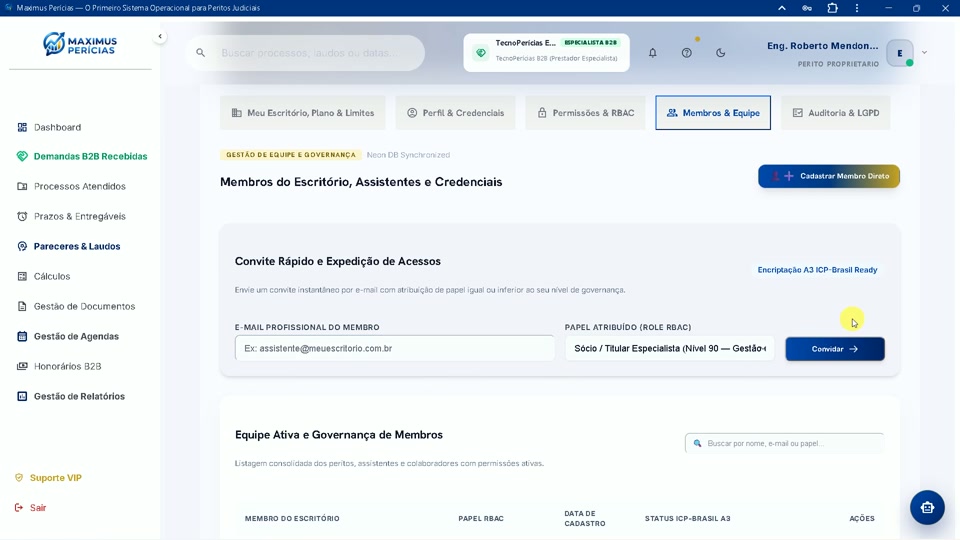 Maximus Perícias — O Primeiro Sistema Operacional para Peritos Judiciais
MAXIMUS
PERÍCIAS
Buscar processos, laudos ou datas...
TecnoPerícias E...
ESPECIALISTA B2B
TecnoPerícias B2B (Prestador Especialista)
Eng. Roberto Mendon...
PERITO PROPRIETARIO
E
Dashboard
Demandas B2B Recebidas
Processos Atendidos
Prazos & Entregáveis
Pareceres & Laudos
Cálculos
Gestão de Documentos
Gestão de Agendas
Honorários B2B
Gestão de Relatórios
Suporte VIP
Sair
Meu Escritório, Plano & Limites
Perfil & Credenciais
Permissões & RBAC
Membros & Equipe
Auditoria & LGPD
GESTÃO DE EQUIPE E GOVERNANÇA
Neon DB Synchronized
Membros do Escritório, Assistentes e Credenciais
Cadastrar Membro Direto
Convite Rápido e Expedição de Acessos
Encriptação A3 ICP-Brasil Ready
Envie um convite instantâneo por e-mail com atribuição de papel igual ou inferior ao seu nível de governança.
E-MAIL PROFISSIONAL DO MEMBRO
PAPEL ATRIBUÍDO (ROLE RBAC)
Ex: assistente@meuescritorio.com.br
Sócio / Titular Especialista (Nível 90 — Gestão
Convidar →
Equipe Ativa e Governança de Membros
Buscar por nome, e-mail ou papel...
Listagem consolidada dos peritos, assistentes e colaboradores com permissões ativas.
MEMBRO DO ESCRITÓRIO
PAPEL RBAC
DATA DE
CADASTRO
STATUS ICP-BRASIL A3
AÇÕES